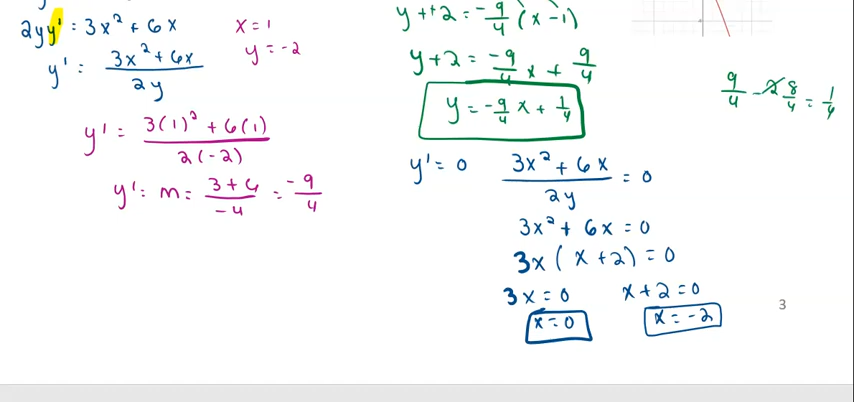 2yy' = 3x² + 6x
x = 1
y = -2
y' = (3x² + 6x)/(2y)
y' = (3(1)² + 6(1))/(2(-2))
y' = m = (3+6)/(-4) = -9/4
y + +2 = -9/4 (x - 1)
y + 2 = -9/4 x + 9/4
y = -9/4 x + 1/4
9/4 - 2 8/4 = 1/4
y' = 0
(3x² + 6x)/(2y) = 0
3x² + 6x = 0
3x (x + 2) = 0
3x = 0
x + 2 = 0
x = 0
x = -2
3